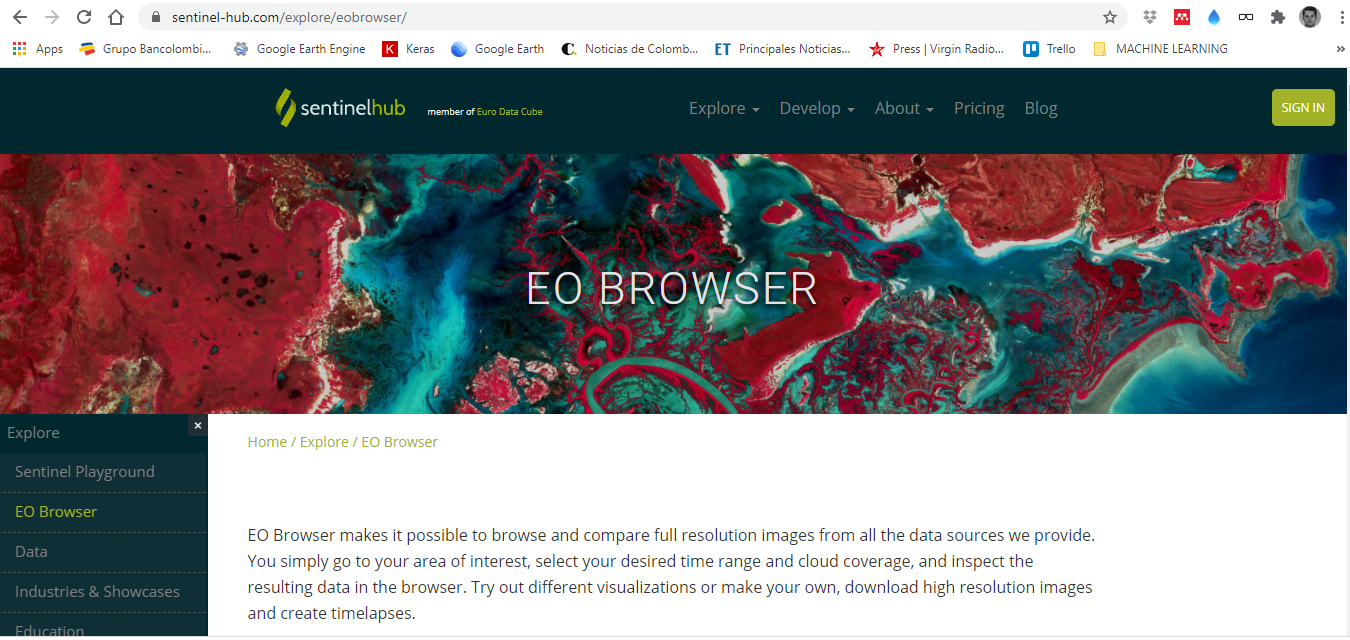 sentinel-hub.com/explore/eobrowser/
Apps Grupo Bancolombi... Google Earth Engine K Keras Google Earth C. Noticias de Colomb... ET Principales Noticias... Press | Virgin Radio... Trello MACHINE LEARNING »
sentinelhub member of Euro Data Cube Explore Develop About Pricing Blog SIGN IN
EO BROWSER
Explore ×
Sentinel Playground
EO Browser
Data
Industries & Showcases
Education
Home / Explore / EO Browser
EO Browser makes it possible to browse and compare full resolution images from all the data sources we provide.
You simply go to your area of interest, select your desired time range and cloud coverage, and inspect the
resulting data in the browser. Try out different visualizations or make your own, download high resolution images
and create timelapses.